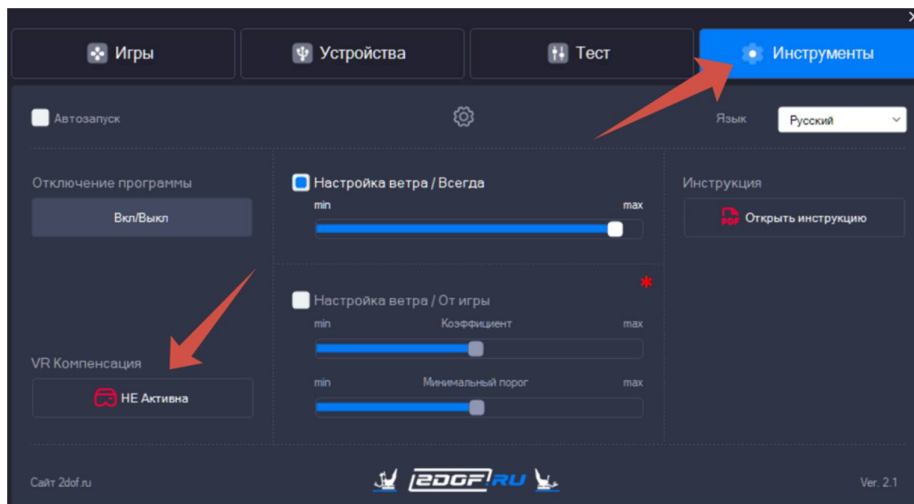 Игры
Устройства
Тест
Инструменты
Автозапуск
Язык
Русский
Отключение программы
Вкл/Выкл
Настройка ветра / Всегда
min
max
Инструкция
PDF
Открыть инструкцию
*
Настройка ветра / От игры
min
Коэффициент
max
min
Минимальный порог
max
VR Компенсация
НЕ Активна
Сайт 2dof.ru
2DOF.RU
Ver. 2.1